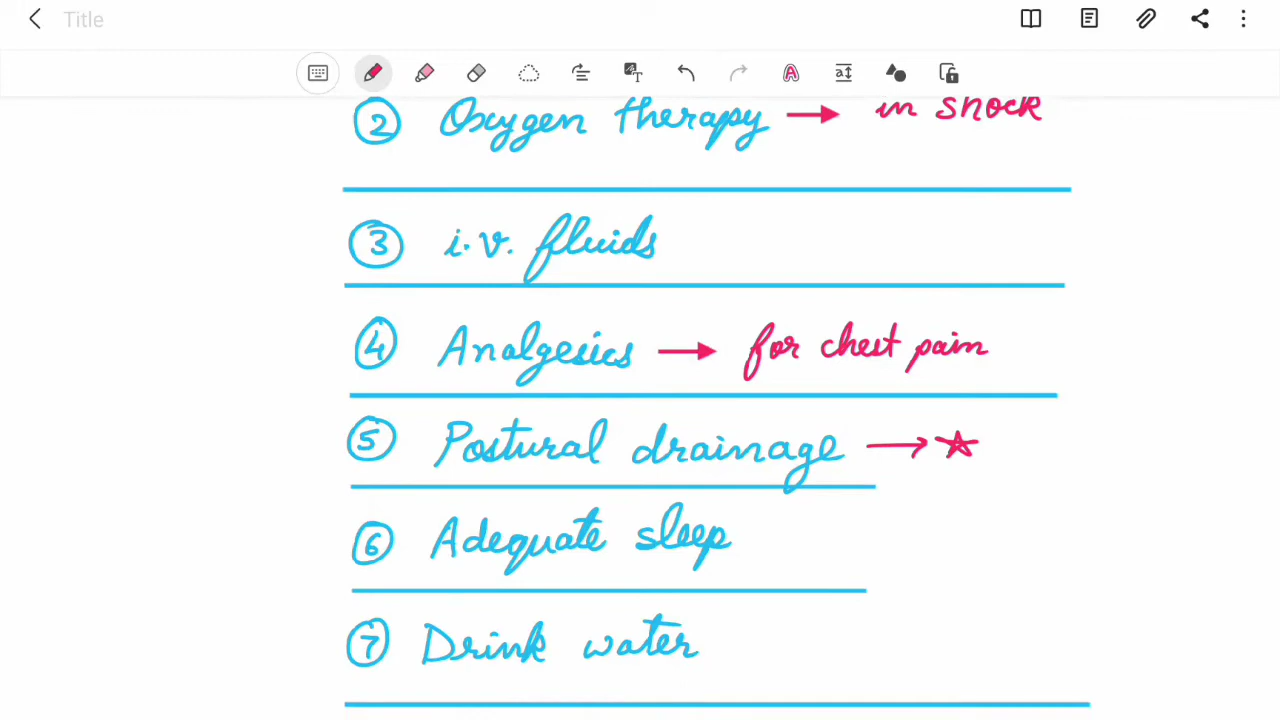 Title
② Oxygen therapy → in shock
③ i.v. fluids
④ Analgesics → for chest pain
⑤ Postural drainage →
⑥ Adequate sleep
⑦ Drink water